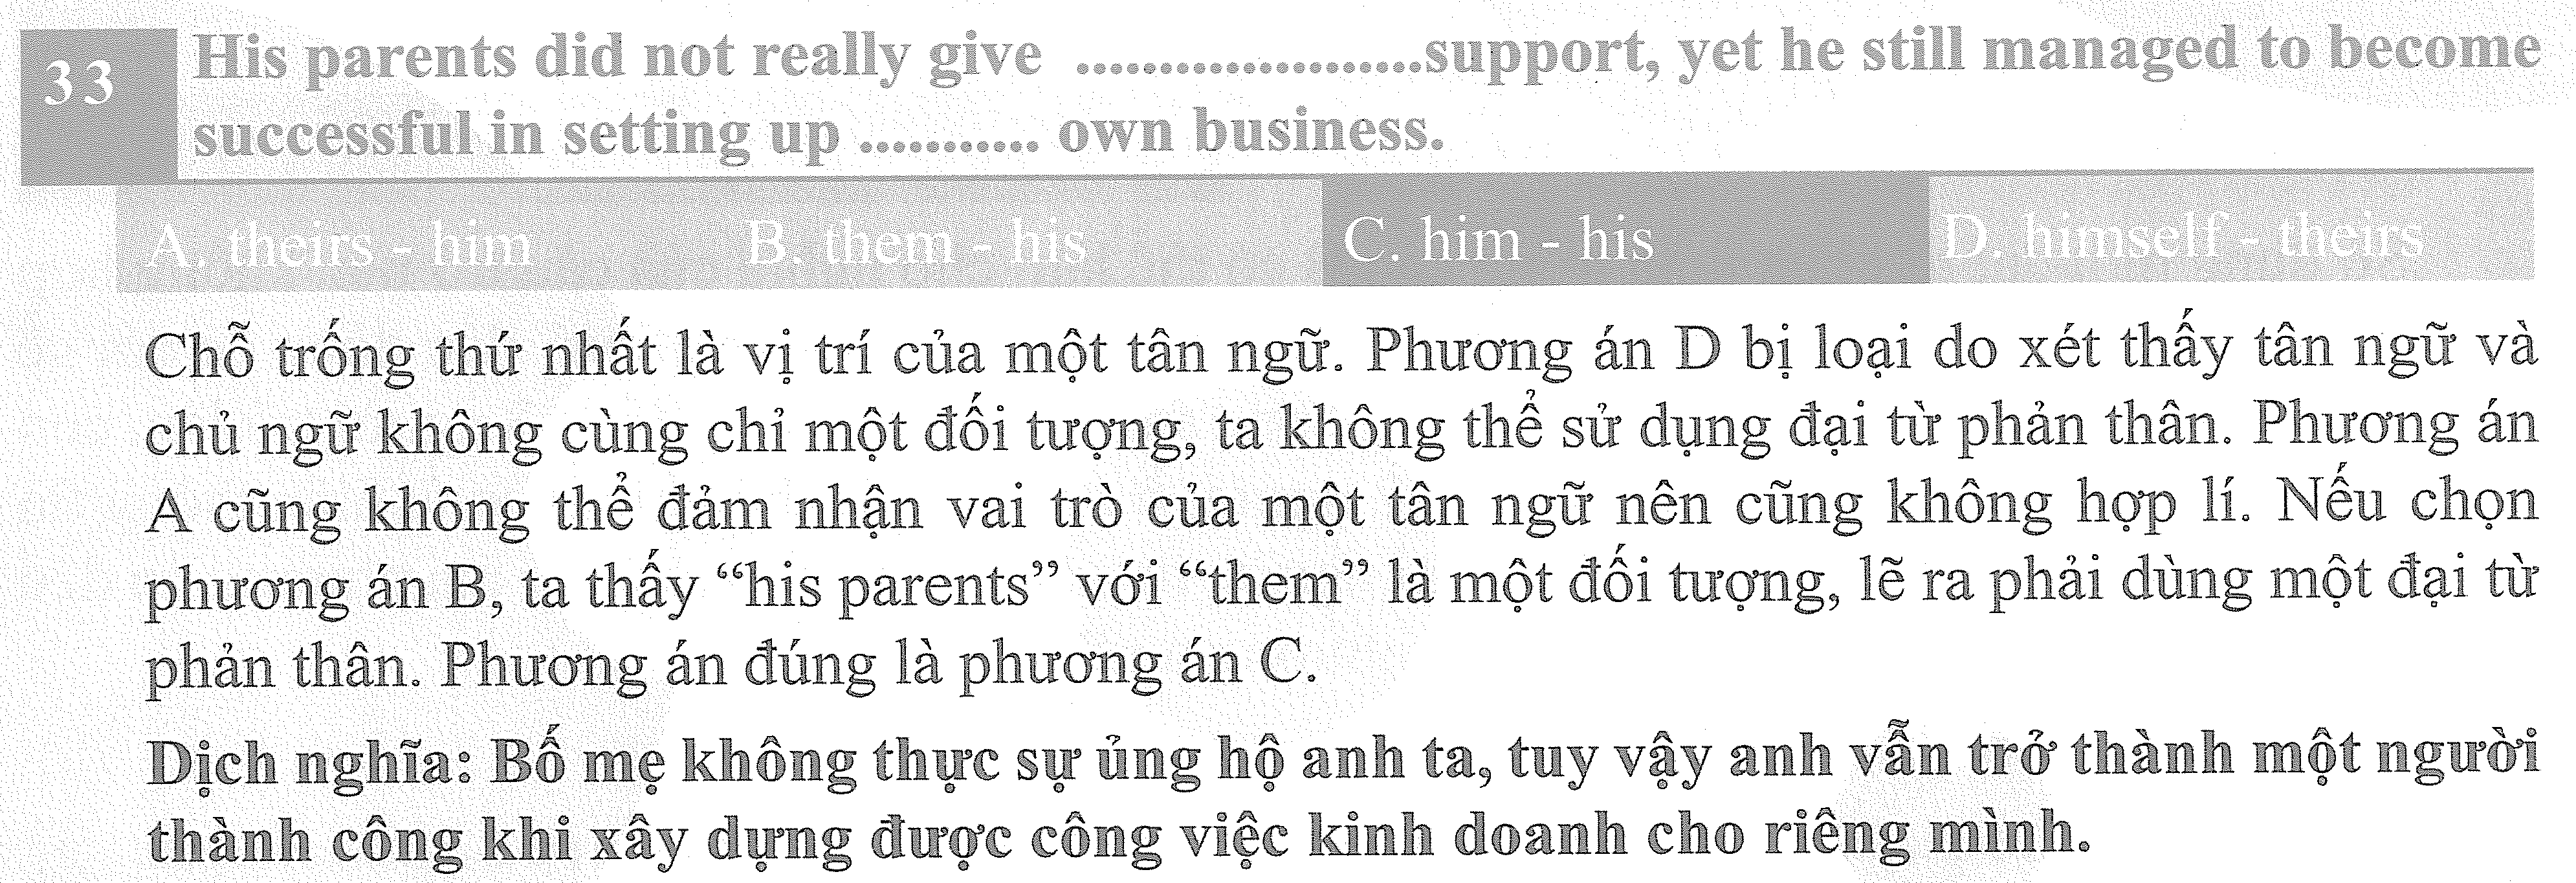 33
His parents did not really give ......................support, yet he still managed to become
successful in setting up ........... own business.
A. theirs - him B. them - his C. him - his D. himself - theirs
Chỗ trống thứ nhất là vị trí của một tân ngữ. Phương án D bị loại do xét thấy tân ngữ và
chủ ngữ không cùng chỉ một đối tượng, ta không thể sử dụng đại từ phản thân. Phương án
A cũng không thể đảm nhận vai trò của một tân ngữ nên cũng không hợp lí. Nếu chọn
phương án B, ta thấy “his parents” với “them” là một đối tượng, lẽ ra phải dùng một đại từ
phản thân. Phương án đúng là phương án C.
Dịch nghĩa: Bố mẹ không thực sự ủng hộ anh ta, tuy vậy anh vẫn trở thành một người
thành công khi xây dựng được công việc kinh doanh cho riêng mình.